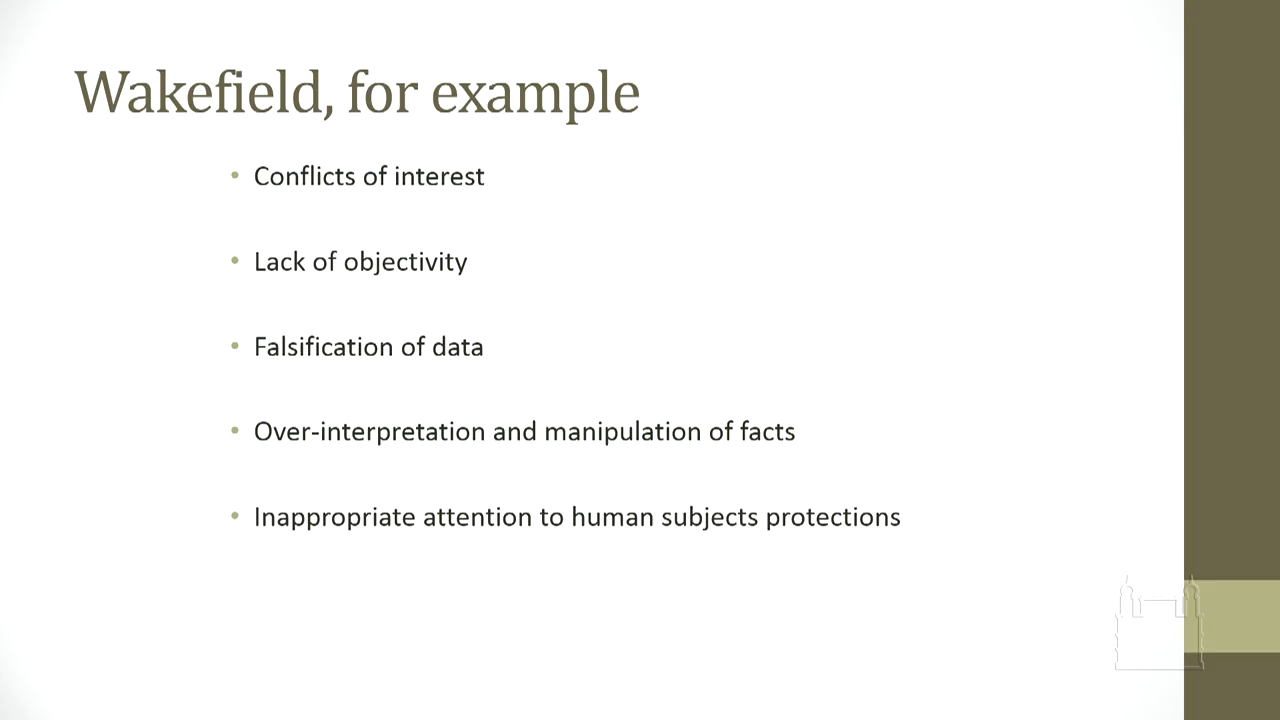 Wakefield, for example
• Conflicts of interest
• Lack of objectivity
• Falsification of data
• Over-interpretation and manipulation of facts
• Inappropriate attention to human subjects protections